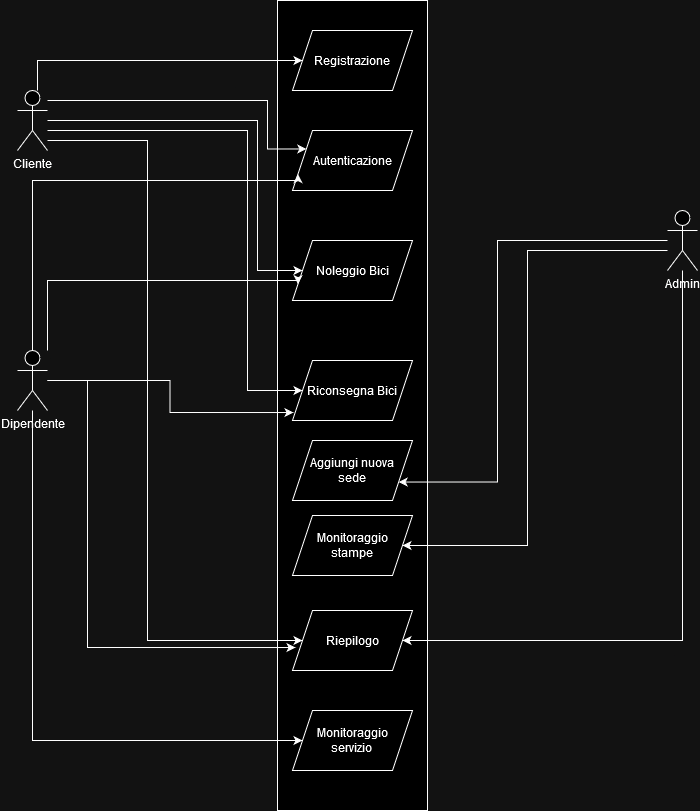 Registrazione
Cliente
Autenticazione
Noleggio Bici
Admin
Dipendente
Riconsegna Bici
Aggiungi nuova
sede
Monitoraggio
stampe
Riepilogo
Monitoraggio
servizio